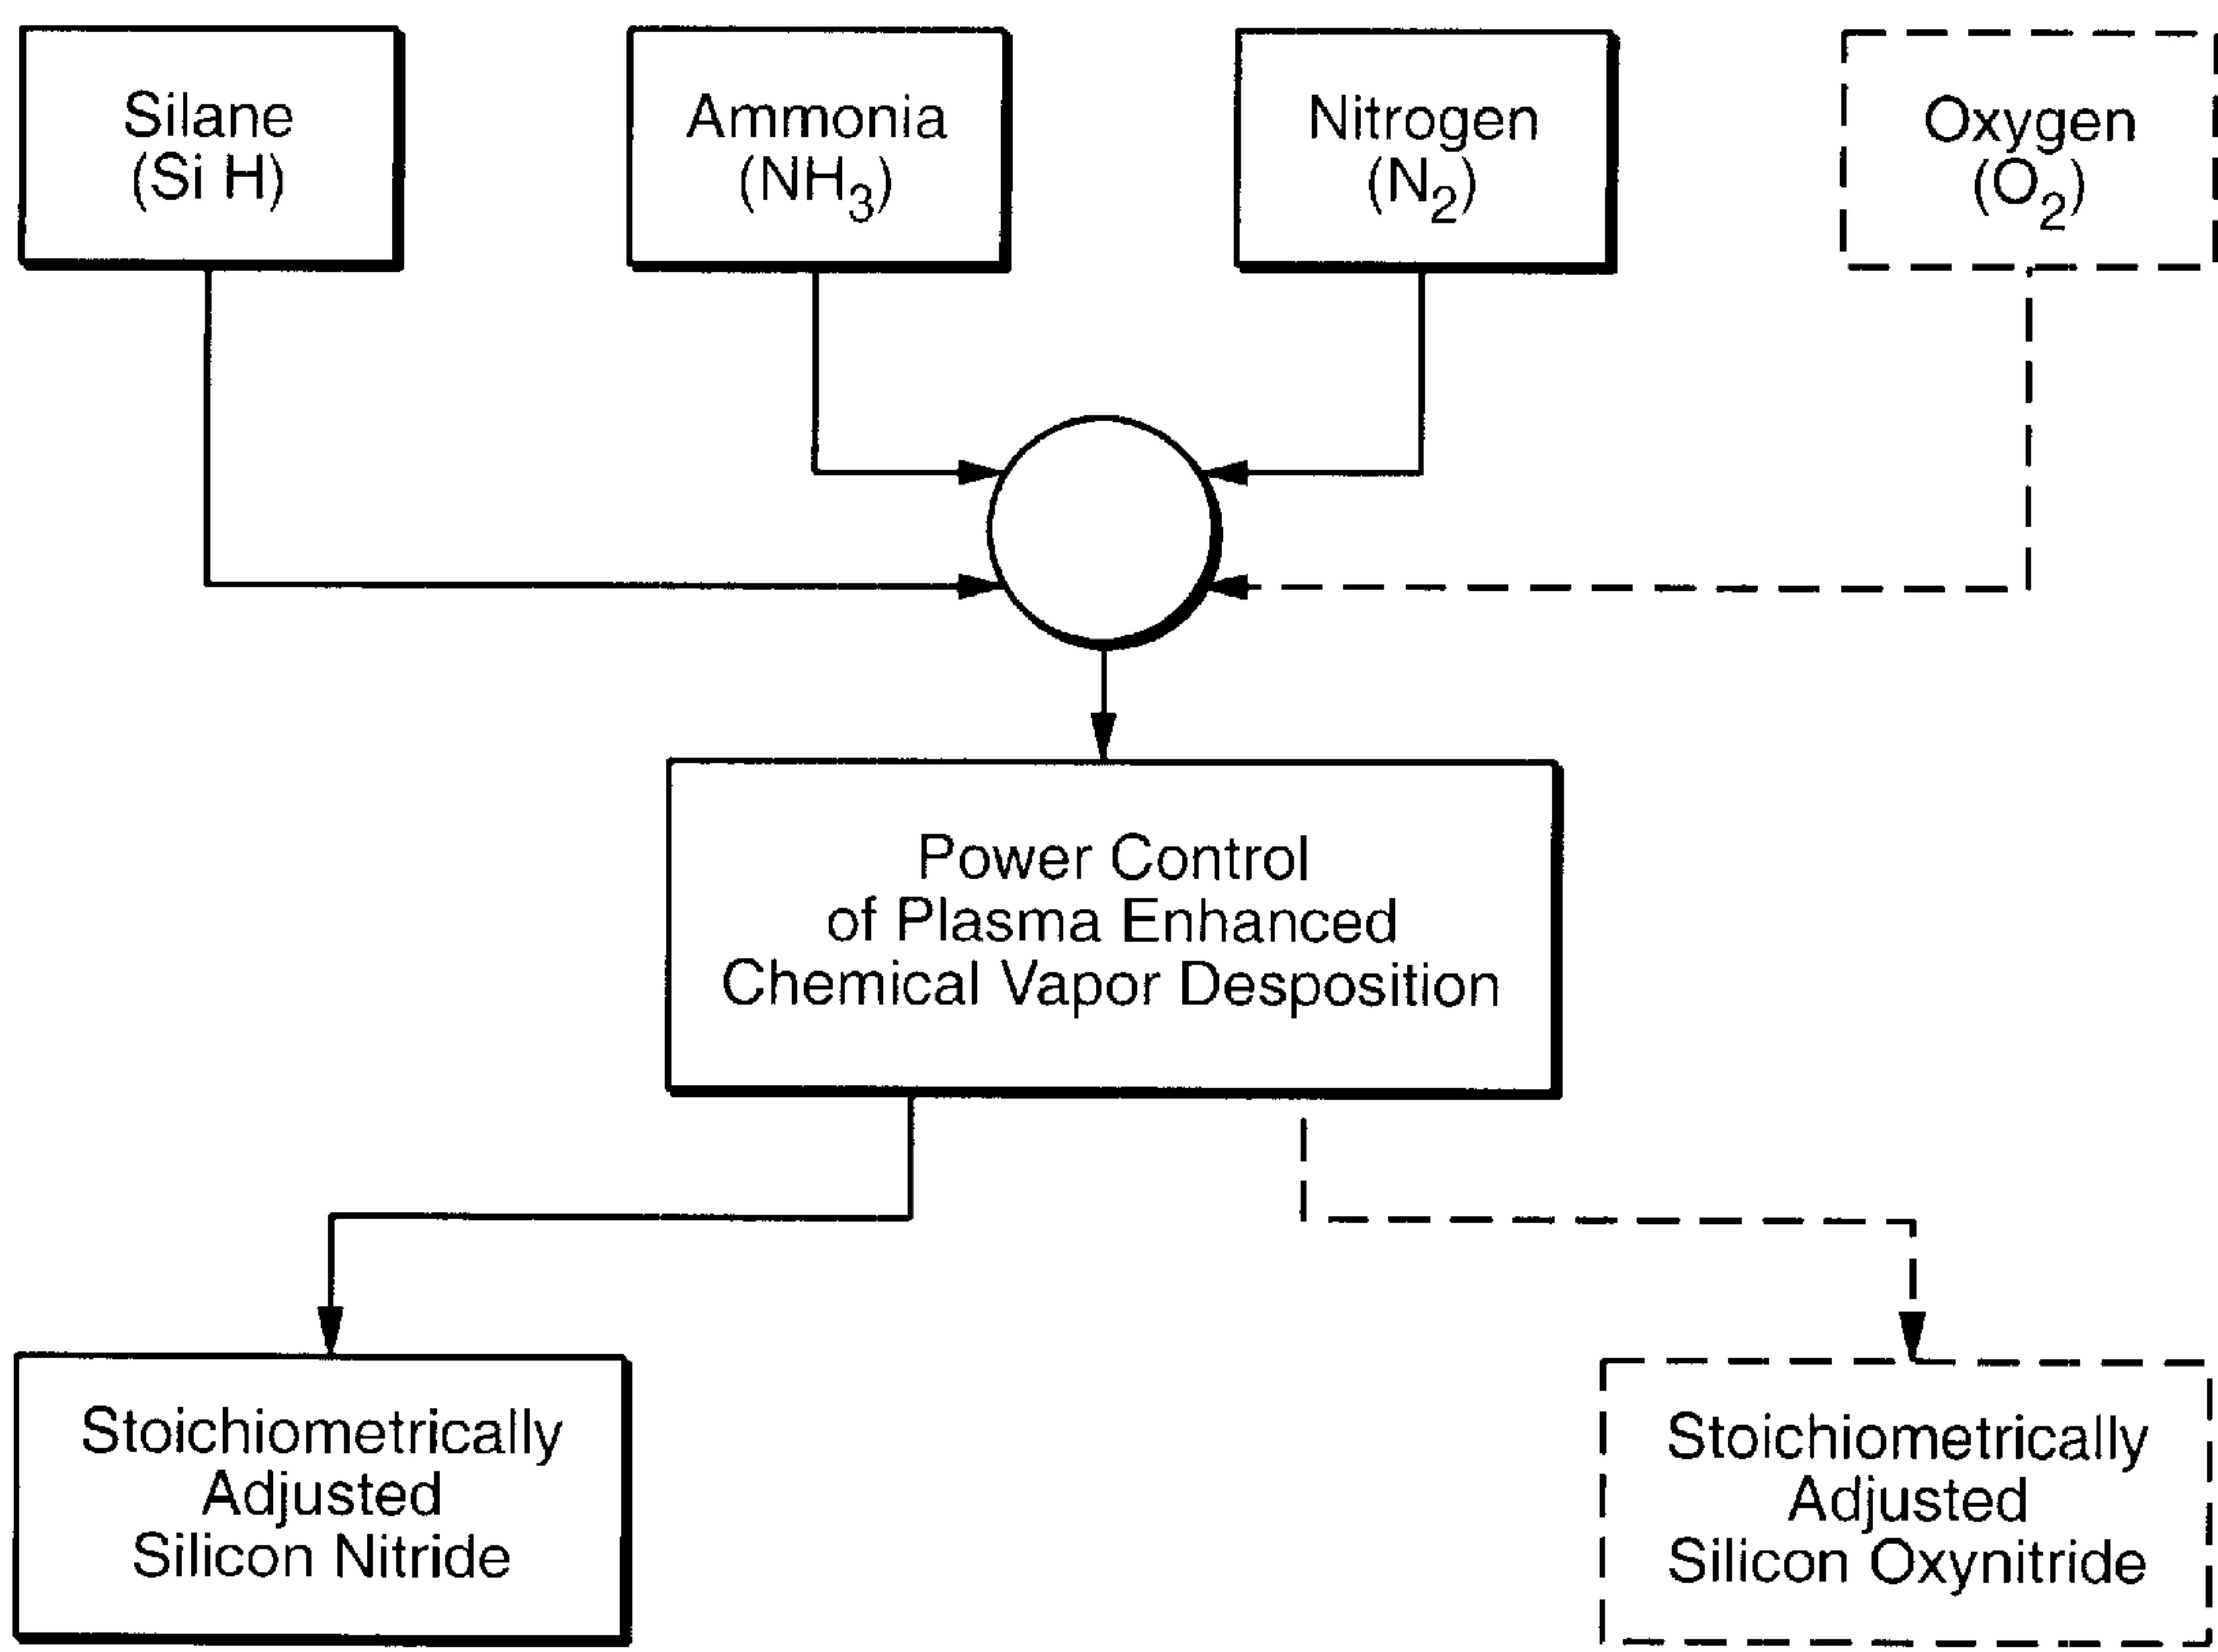 Silane
(Si H)
Ammonia
(NH₃)
Nitrogen
(N₂)
Oxygen
(O₂)
Power Control
of Plasma Enhanced
Chemical Vapor Desposition
Stoichiometrically
Adjusted
Silicon Nitride
Stoichiometrically
Adjusted
Silicon Oxynitride